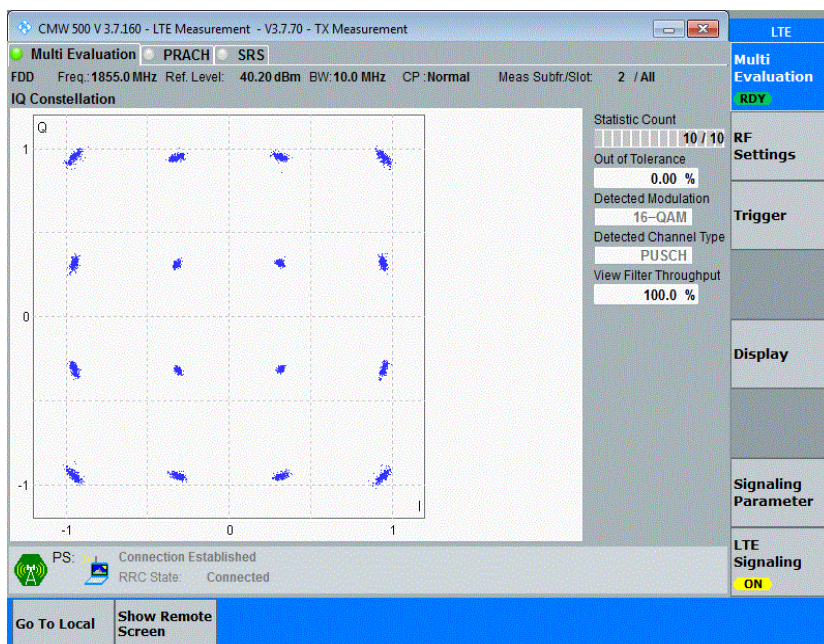 CMW 500 V 3.7.160 - LTE Measurement - V3.7.70 - TX Measurement
LTE
Multi Evaluation PRACH SRS
FDD Freq.: 1855.0 MHz Ref. Level: 40.20 dBm BW: 10.0 MHz CP : Normal Meas Subfr./Slot: 2 / All
IQ Constellation
Q
1
0
-1
-1 0 1
I
Statistic Count
10 / 10
Out of Tolerance
0.00 %
Detected Modulation
16-QAM
Detected Channel Type
PUSCH
View Filter Throughput
100.0 %
Multi
Evaluation
RDY
RF
Settings
Trigger
Display
Signaling
Parameter
LTE
Signaling
ON
PS: Connection Established
RRC State: Connected
Go To Local
Show Remote
Screen